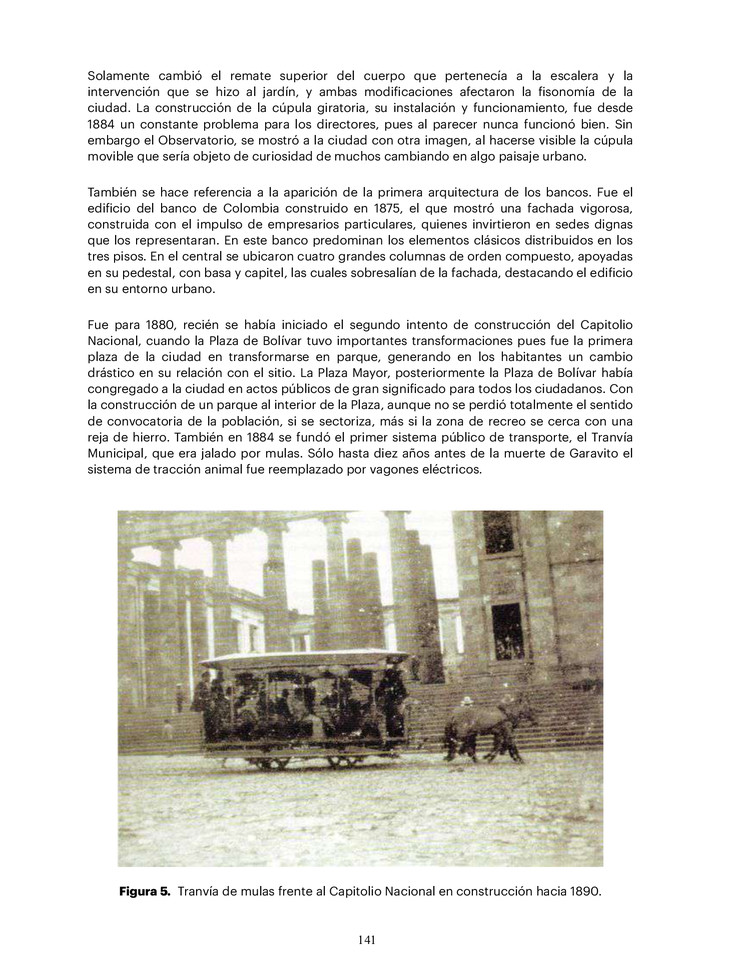 Solamente cambió el remate superior del cuerpo que pertenecía a la escalera y la
intervención que se hizo al jardín, y ambas modificaciones afectaron la fisonomía de la
ciudad. La construcción de la cúpula giratoria, su instalación y funcionamiento, fue desde
1884 un constante problema para los directores, pues al parecer nunca funcionó bien. Sin
embargo el Observatorio, se mostró a la ciudad con otra imagen, al hacerse visible la cúpula
movible que sería objeto de curiosidad de muchos cambiando en algo paisaje urbano.
También se hace referencia a la aparición de la primera arquitectura de los bancos. Fue el
edificio del banco de Colombia construido en 1875, el que mostró una fachada vigorosa,
construida con el impulso de empresarios particulares, quienes invirtieron en sedes dignas
que los representaran. En este banco predominan los elementos clásicos distribuidos en los
tres pisos. En el central se ubicaron cuatro grandes columnas de orden compuesto, apoyadas
en su pedestal, con basa y capitel, las cuales sobresalían de la fachada, destacando el edificio
en su entorno urbano.
Fue para 1880, recién se había iniciado el segundo intento de construcción del Capitolio
Nacional, cuando la Plaza de Bolívar tuvo importantes transformaciones pues fue la primera
plaza de la ciudad en transformarse en parque, generando en los habitantes un cambio
drástico en su relación con el sitio. La Plaza Mayor, posteriormente la Plaza de Bolívar había
congregado a la ciudad en actos públicos de gran significado para todos los ciudadanos. Con
la construcción de un parque al interior de la Plaza, aunque no se perdió totalmente el sentido
de convocatoria de la población, si se sectoriza, más si la zona de recreo se cerca con una
reja de hierro. También en 1884 se fundó el primer sistema público de transporte, el Tranvía
Municipal, que era jalado por mulas. Sólo hasta diez años antes de la muerte de Garavito el
sistema de tracción animal fue reemplazado por vagones eléctricos.
Figura 5. Tranvía de mulas frente al Capitolio Nacional en construcción hacia 1890.
141